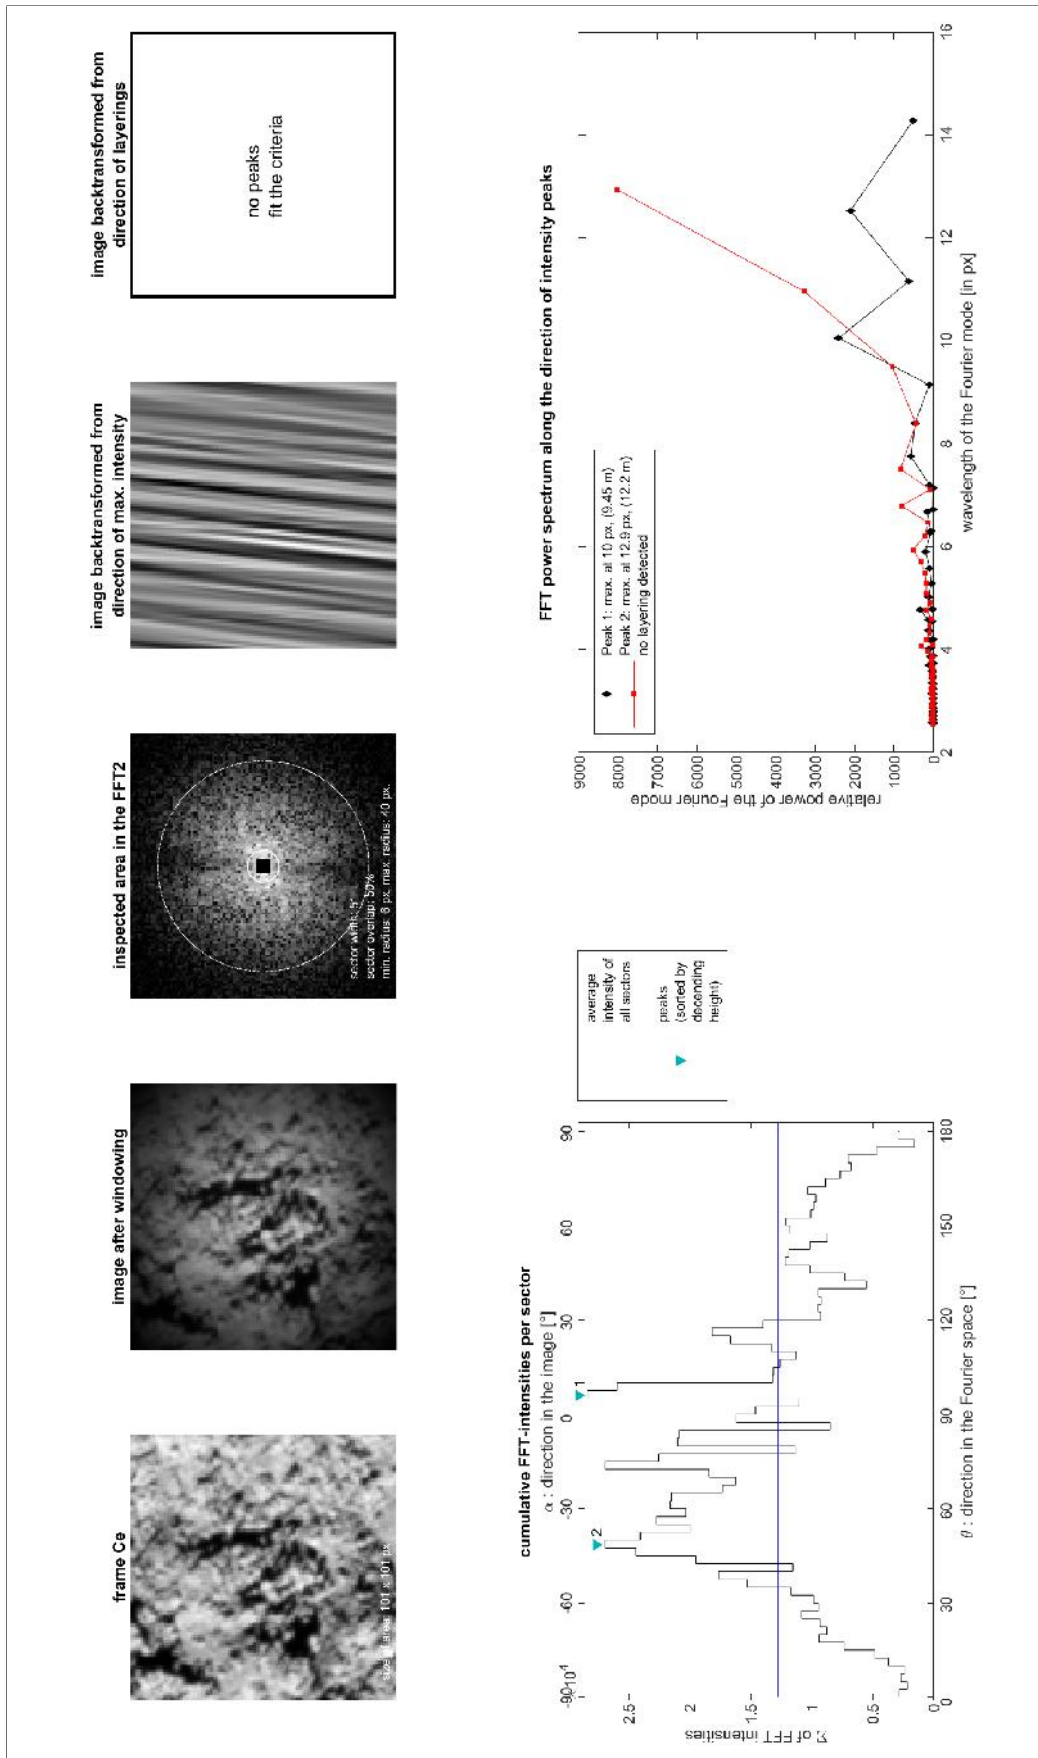 frame Ce
size of area: 101 x 101 px
image after windowing
inspected area in the FFT2
sector width: 5°
sector overlap: 50%
min. radius: 6 px, max. radius: 40 px.
image backtransformed from
direction of max. intensity
image backtransformed from
direction of layerings
no peaks
fit the criteria
cumulative FFT-intensities per sector
α : direction in the image [°]
-90 -60 -30 0 30 60 90
10⁴
Σ of FFT intensities
2.5
2
1.5
1
0.5
0
1
2
0 30 60 90 120 150 180
θ : direction in the Fourier space [°]
average
intensity of
all sectors
peaks
(sorted by
decending
height)
FFT power spectrum along the direction of intensity peaks
relative power of the Fourier mode
9000
8000
7000
6000
5000
4000
3000
2000
1000
0
Peak 1: max. at 10 px, (9.45 m)
Peak 2: max. at 12.9 px, (12.2 m)
no layering detected
2 4 6 8 10 12 14 16
wavelength of the Fourier mode [in px]